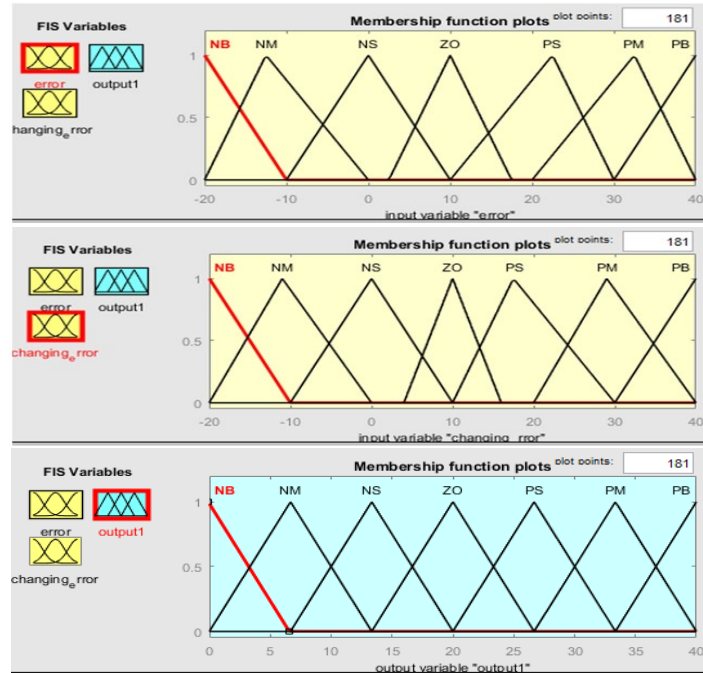 FIS Variables
Membership function plots plot points: 181
NB NM NS ZO PS PM PB
error output1
hanging_error
1
0.5
0
-20 -10 0 10 20 30 40
input variable "error"
FIS Variables
Membership function plots plot points: 181
NB NM NS ZO PS PM PB
error output1
changing_error
1
0.5
0
-20 -10 0 10 20 30 40
input variable "changing_rror"
FIS Variables
Membership function plots plot points: 181
NB NM NS ZO PS PM PB
error output1
changing_error
1
0.5
0
0 5 10 15 20 25 30 35 40
output variable "output1"